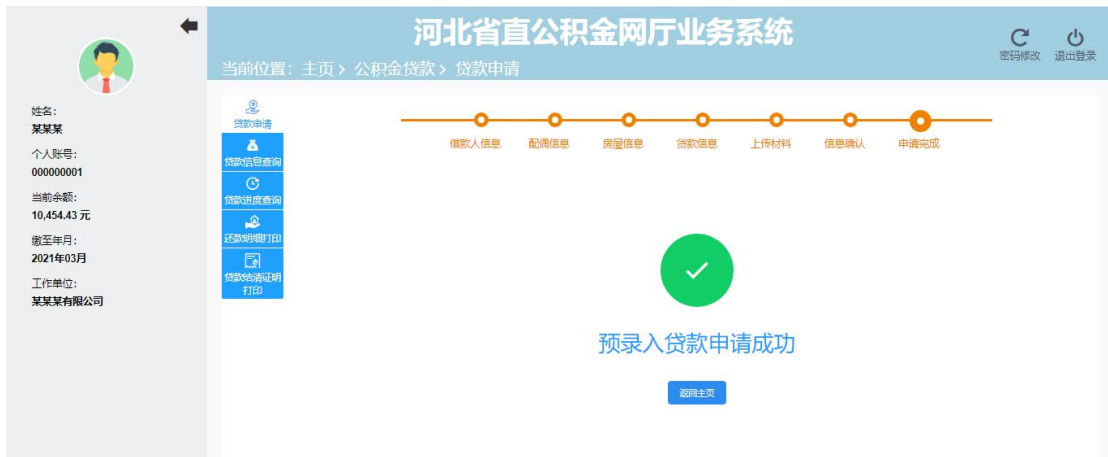 河北省直公积金网厅业务系统
当前位置：主页 > 公积金贷款 > 贷款申请
密码修改 退出登录
姓名：
某某某
个人账号：
000000001
当前余额：
10,454.43 元
缴至年月：
2021年03月
工作单位：
某某某有限公司
贷款申请
贷款信息查询
贷款进度查询
还款明细打印
贷款结清证明
打印
借款人信息 配偶信息 房屋信息 贷款信息 上传材料 信息确认 申请完成
预录入贷款申请成功
返回主页